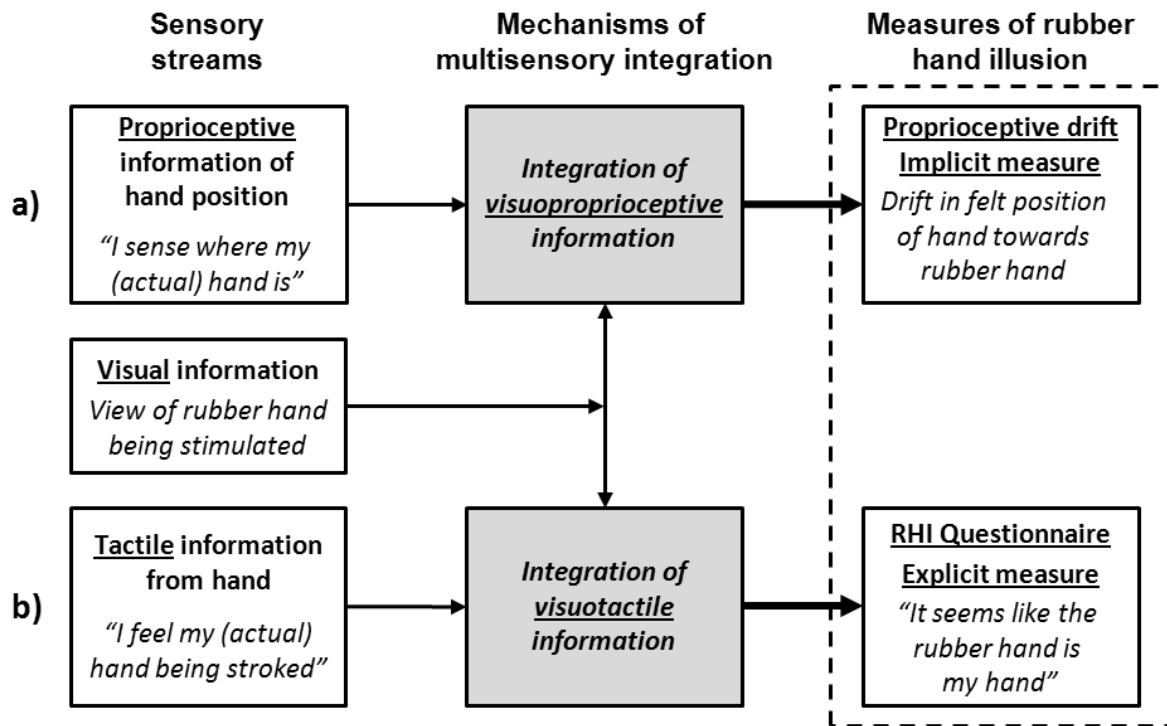 Sensory
streams
Mechanisms of
multisensory integration
Measures of rubber
hand illusion
a)
Proprioceptive
information of
hand position
“I sense where my
(actual) hand is”
Integration of
visuoproprioceptive
information
Proprioceptive drift
Implicit measure
Drift in felt position
of hand towards
rubber hand
Visual information
View of rubber hand
being stimulated
b)
Tactile information
from hand
“I feel my (actual)
hand being stroked”
Integration of
visuotactile
information
RHI Questionnaire
Explicit measure
“It seems like the
rubber hand is
my hand”